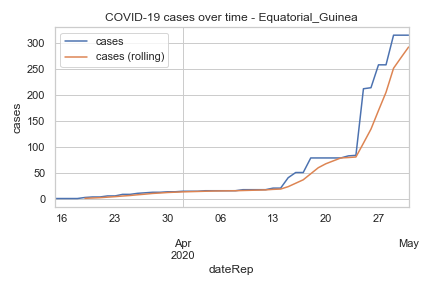 COVID-19 cases over time - Equatorial_Guinea
cases
cases (rolling)
cases
300
250
200
150
100
50
0
16 23 30 06 13 20 27
Apr May
2020
dateRep